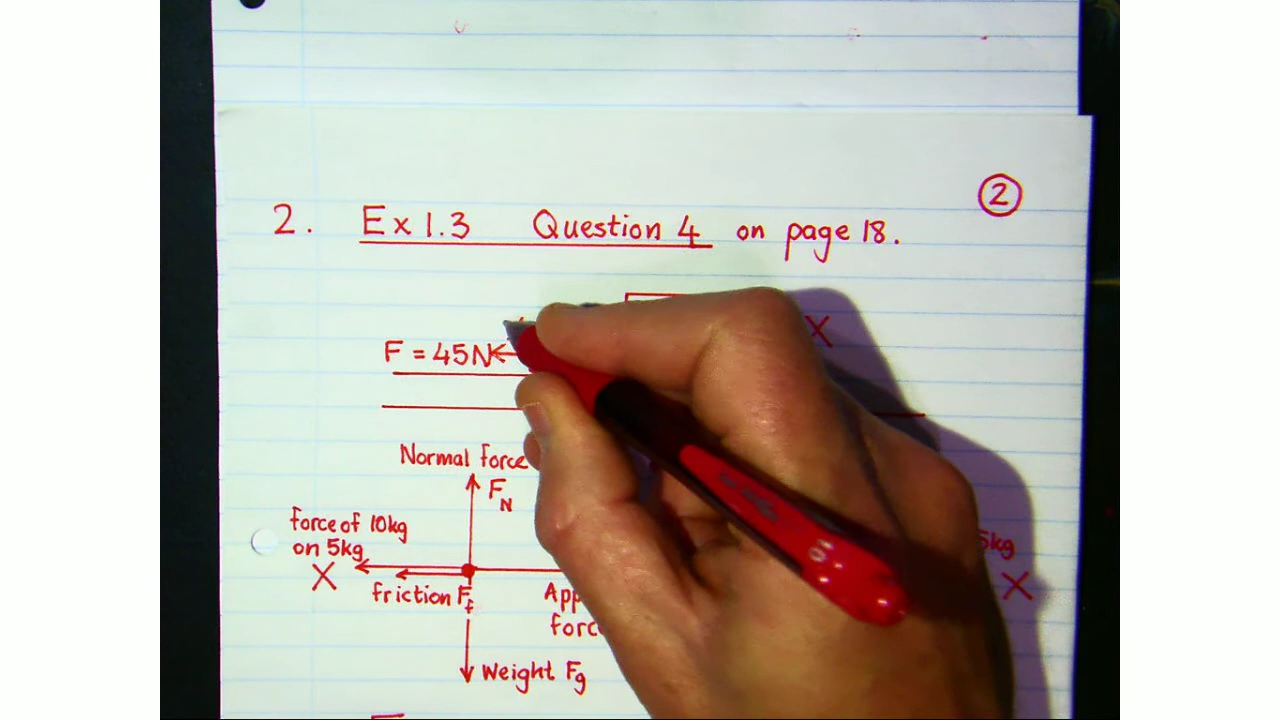 2
2. Ex 1.3 Question 4 on page 18.
X
F = 45N
Normal force
F_N
force of 10kg
on 5kg
5kg
X
X
friction F_f
force
Weight F_g